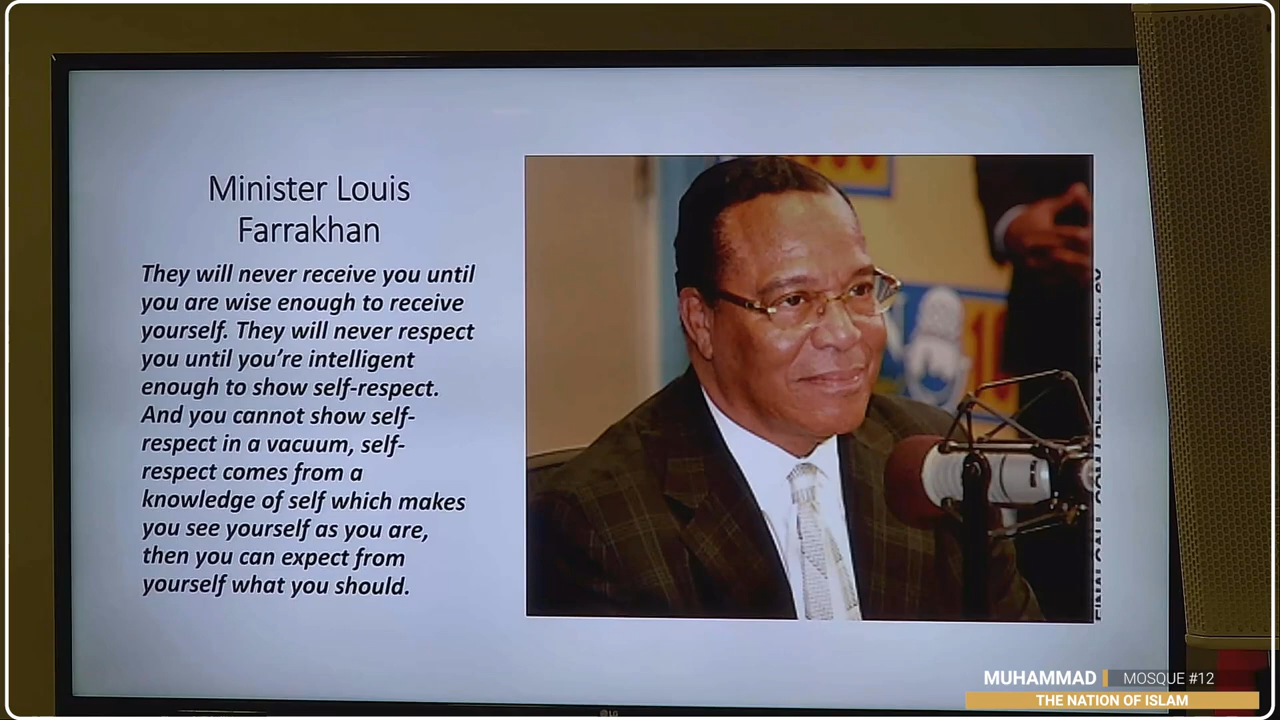 Minister Louis
Farrakhan
They will never receive you until
you are wise enough to receive
yourself. They will never respect
you until you're intelligent
enough to show self-respect.
And you cannot show self-
respect in a vacuum, self-
respect comes from a
knowledge of self which makes
you see yourself as you are,
then you can expect from
yourself what you should.
MUHAMMAD
MOSQUE #12
THE NATION OF ISLAM
LG